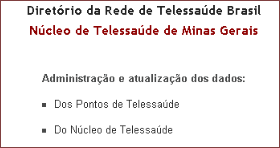 Diretório da Rede de Telessaúde Brasil
Núcleo de Telessaúde de Minas Gerais
Administração e atualização dos dados:
Dos Pontos de Telessaúde
Do Núcleo de Telessaúde